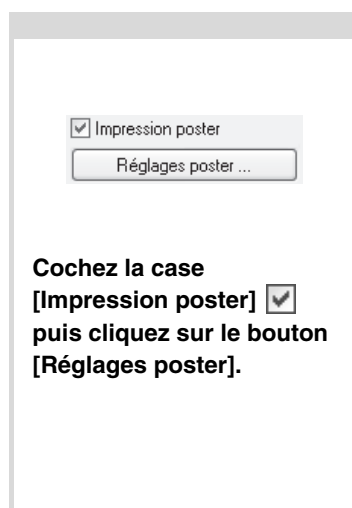 Impression poster
Réglages poster ...
Cochez la case
[Impression poster]
puis cliquez sur le bouton
[Réglages poster].